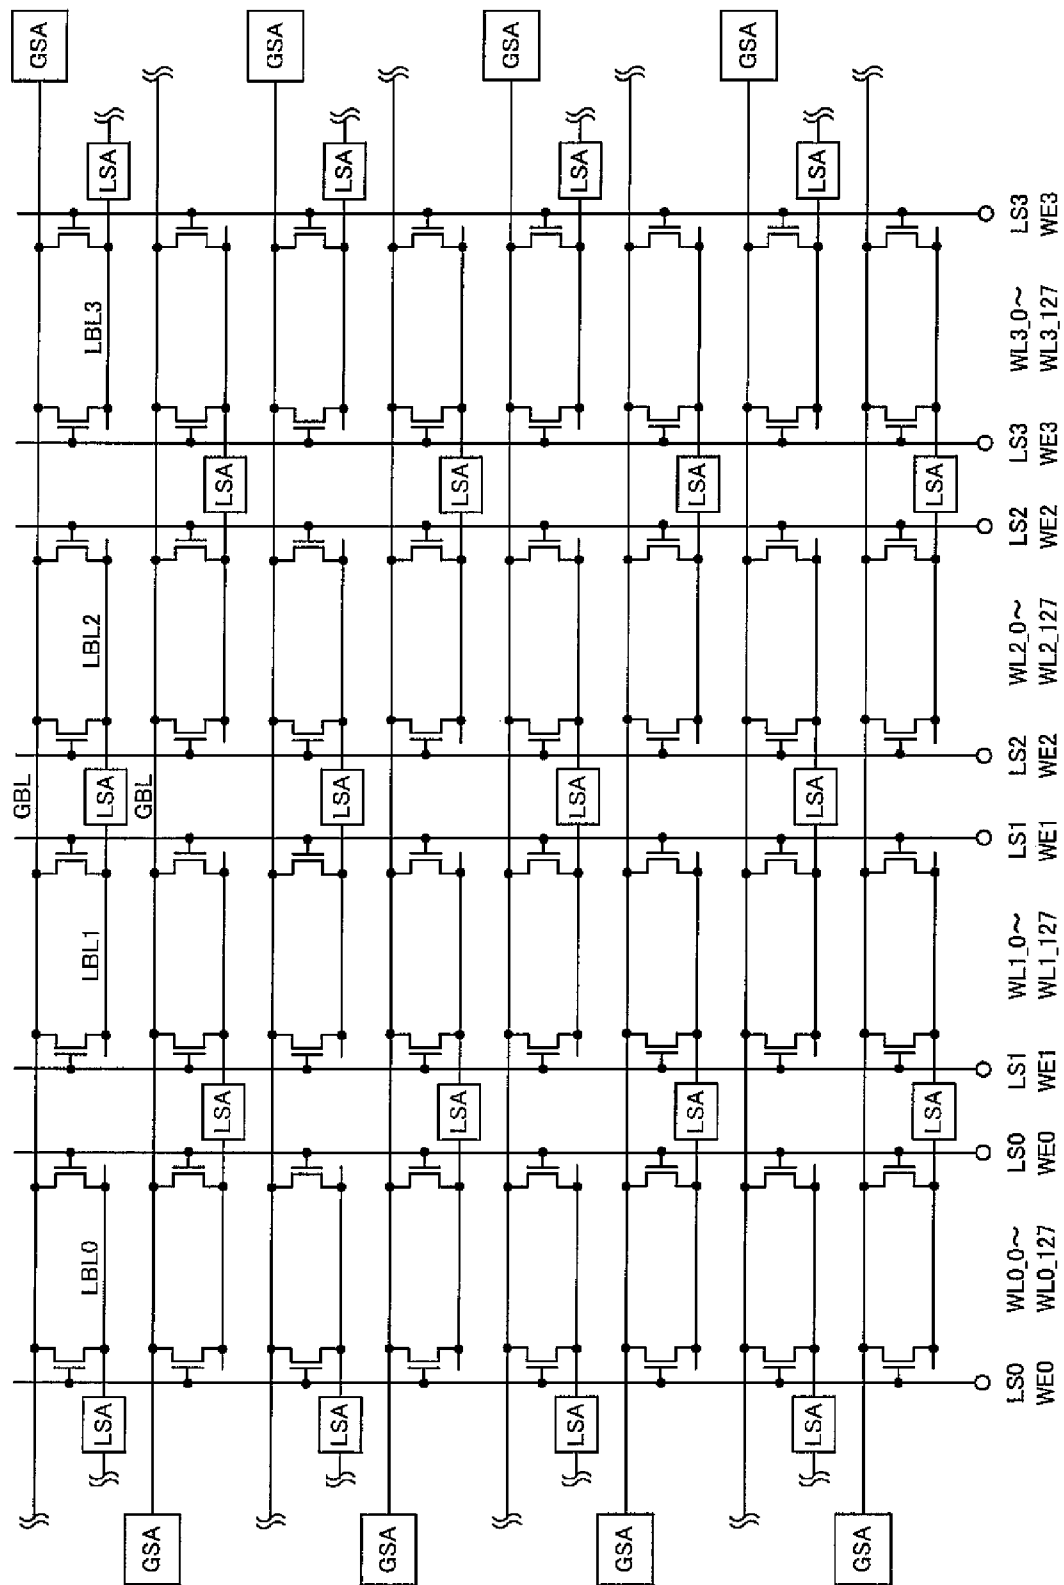 GSA
GBL
LBL0 LBL1 LBL2 LBL3
LSA LSA LSA
GBL
GSA
LSA LSA
GSA
LSA LSA LSA
GSA
LSA LSA
GSA
LSA LSA LSA
GSA
LSA LSA
GSA
LSA LSA LSA
GSA
LSA LSA
LS0 WL0_0~ LS0 LS1 WL1_0~ LS1 LS2 WL2_0~ LS2 LS3 WL3_0~ LS3
WE0 WL0_127 WE0 WE1 WL1_127 WE1 WE2 WL2_127 WE2 WE3 WL3_127 WE3